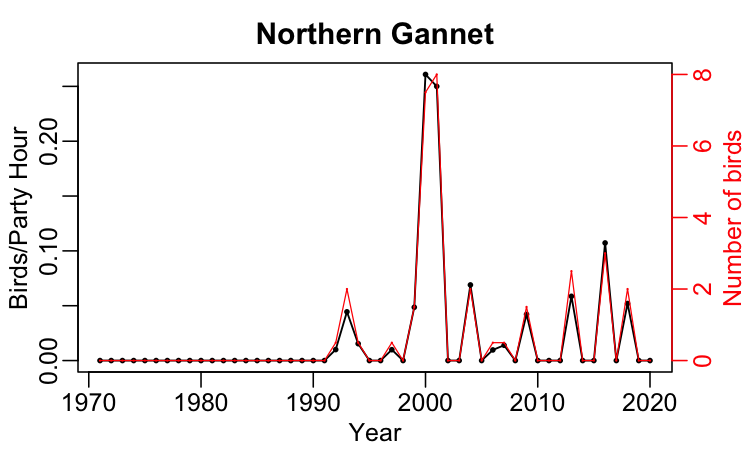 Northern Gannet
Birds/Party Hour
0.00 0.10 0.20
Number of birds
0 2 4 6 8
1970 1980 1990 2000 2010 2020
Year